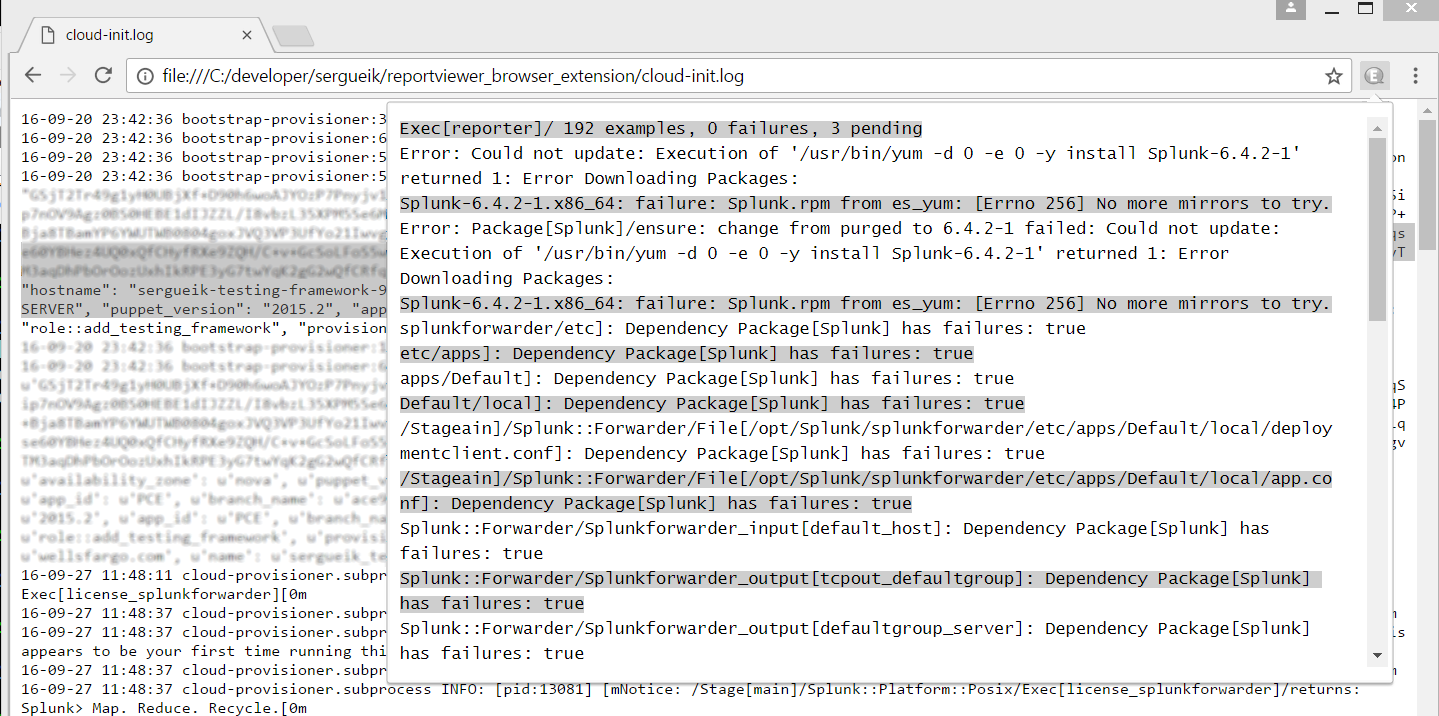 cloud-init.log
file:///C:/developer/sergueik/reportviewer_browser_extension/cloud-init.log
16-09-20 23:42:36 bootstrap-provisioner:3
16-09-20 23:42:36 bootstrap-provisioner:6
16-09-20 23:42:36 bootstrap-provisioner:5
16-09-20 23:42:36 bootstrap-provisioner:5
"hostname": "sergueik-testing-framework-9
SERVER", "puppet_version": "2015.2", "app
"role::add_testing_framework", "provision
16-09-20 23:42:36 bootstrap-provisioner:1
16-09-20 23:42:36 bootstrap-provisioner:6
u'availability_zone': u'nova', u'puppet_v
u'app_id': u'PCE', u'branch_name': u'ace9
u'2015.2', u'app_id': u'PCE', u'branch_na
u'role::add_testing_framework', u'provisi
u'wellsfargo.com', u'name': u'sergueik_te
16-09-27 11:48:11 cloud-provisioner.subpr
Exec[license_splunkforwarder][0m
16-09-27 11:48:37 cloud-provisioner.subpr
16-09-27 11:48:37 cloud-provisioner.subpr
appears to be your first time running thi
16-09-27 11:48:37 cloud-provisioner.subpr
16-09-27 11:48:37 cloud-provisioner.subprocess INFO: [pid:13081] [mNotice: /Stage[main]/Splunk::Platform::Posix/Exec[license_splunkforwarder]/returns:
Splunk> Map. Reduce. Recycle.[0m
Exec[reporter]/ 192 examples, 0 failures, 3 pending
Error: Could not update: Execution of '/usr/bin/yum -d 0 -e 0 -y install Splunk-6.4.2-1'
returned 1: Error Downloading Packages:
Splunk-6.4.2-1.x86_64: failure: Splunk.rpm from es_yum: [Errno 256] No more mirrors to try.
Error: Package[Splunk]/ensure: change from purged to 6.4.2-1 failed: Could not update:
Execution of '/usr/bin/yum -d 0 -e 0 -y install Splunk-6.4.2-1' returned 1: Error
Downloading Packages:
Splunk-6.4.2-1.x86_64: failure: Splunk.rpm from es_yum: [Errno 256] No more mirrors to try.
splunkforwarder/etc]: Dependency Package[Splunk] has failures: true
etc/apps]: Dependency Package[Splunk] has failures: true
apps/Default]: Dependency Package[Splunk] has failures: true
Default/local]: Dependency Package[Splunk] has failures: true
/Stageain]/Splunk::Forwarder/File[/opt/Splunk/splunkforwarder/etc/apps/Default/local/deploy
mentclient.conf]: Dependency Package[Splunk] has failures: true
/Stageain]/Splunk::Forwarder/File[/opt/Splunk/splunkforwarder/etc/apps/Default/local/app.co
nf]: Dependency Package[Splunk] has failures: true
Splunk::Forwarder/Splunkforwarder_input[default_host]: Dependency Package[Splunk] has
failures: true
Splunk::Forwarder/Splunkforwarder_output[tcpout_defaultgroup]: Dependency Package[Splunk]
has failures: true
Splunk::Forwarder/Splunkforwarder_output[defaultgroup_server]: Dependency Package[Splunk]
has failures: true